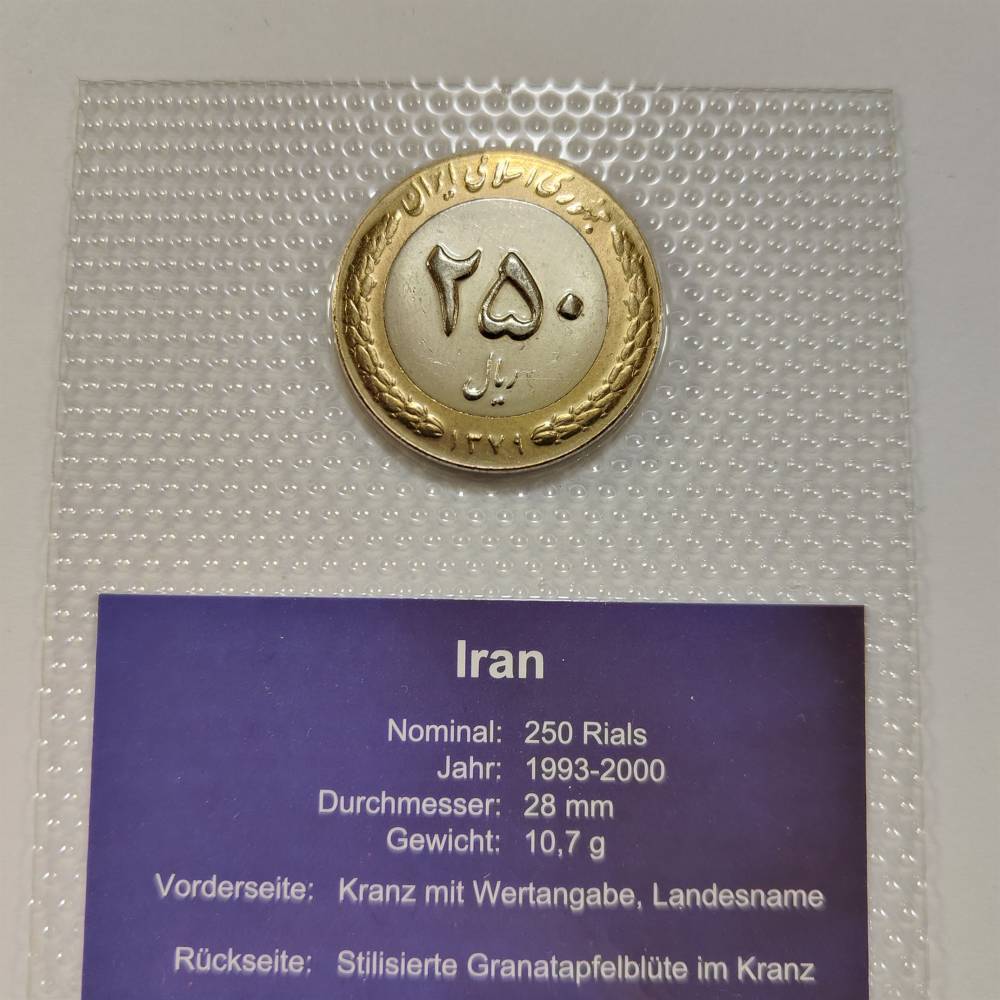 جمهوری اسلامی ایران
۲۵۰
ریال
۱۳۷۹
Iran
Nominal: 250 Rials
Jahr: 1993-2000
Durchmesser: 28 mm
Gewicht: 10,7 g
Vorderseite: Kranz mit Wertangabe, Landesname
Rückseite: Stilisierte Granatapfelblüte im Kranz